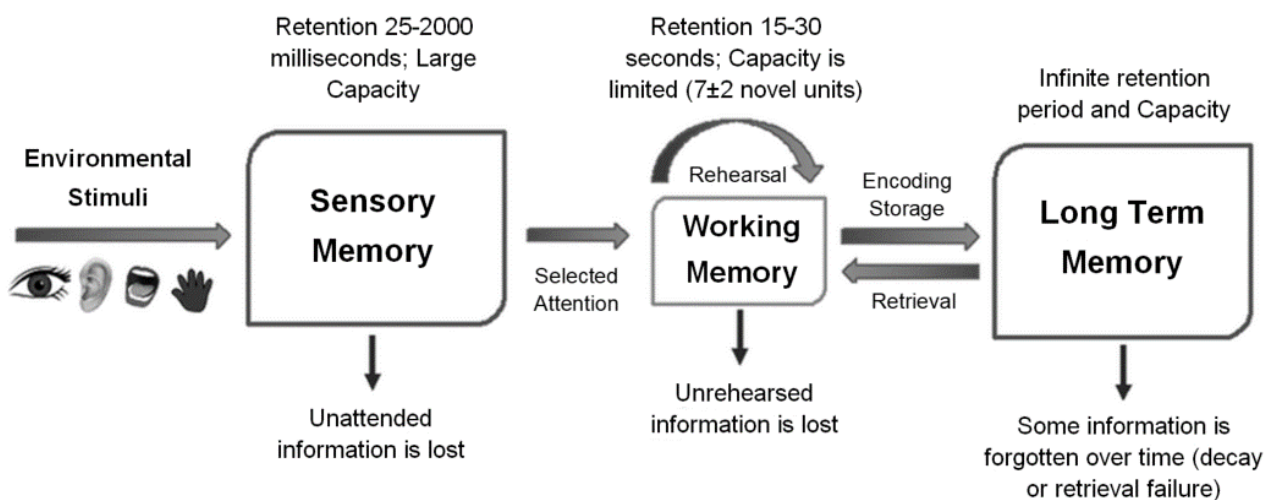 Retention 25-2000
milliseconds; Large
Capacity
Retention 15-30
seconds; Capacity is
limited (7±2 novel units)
Infinite retention
period and Capacity
Environmental
Stimuli
Sensory
Memory
Selected
Attention
Rehearsal
Working
Memory
Encoding
Storage
Retrieval
Long Term
Memory
Unattended
information is lost
Unrehearsed
information is lost
Some information is
forgotten over time (decay
or retrieval failure)